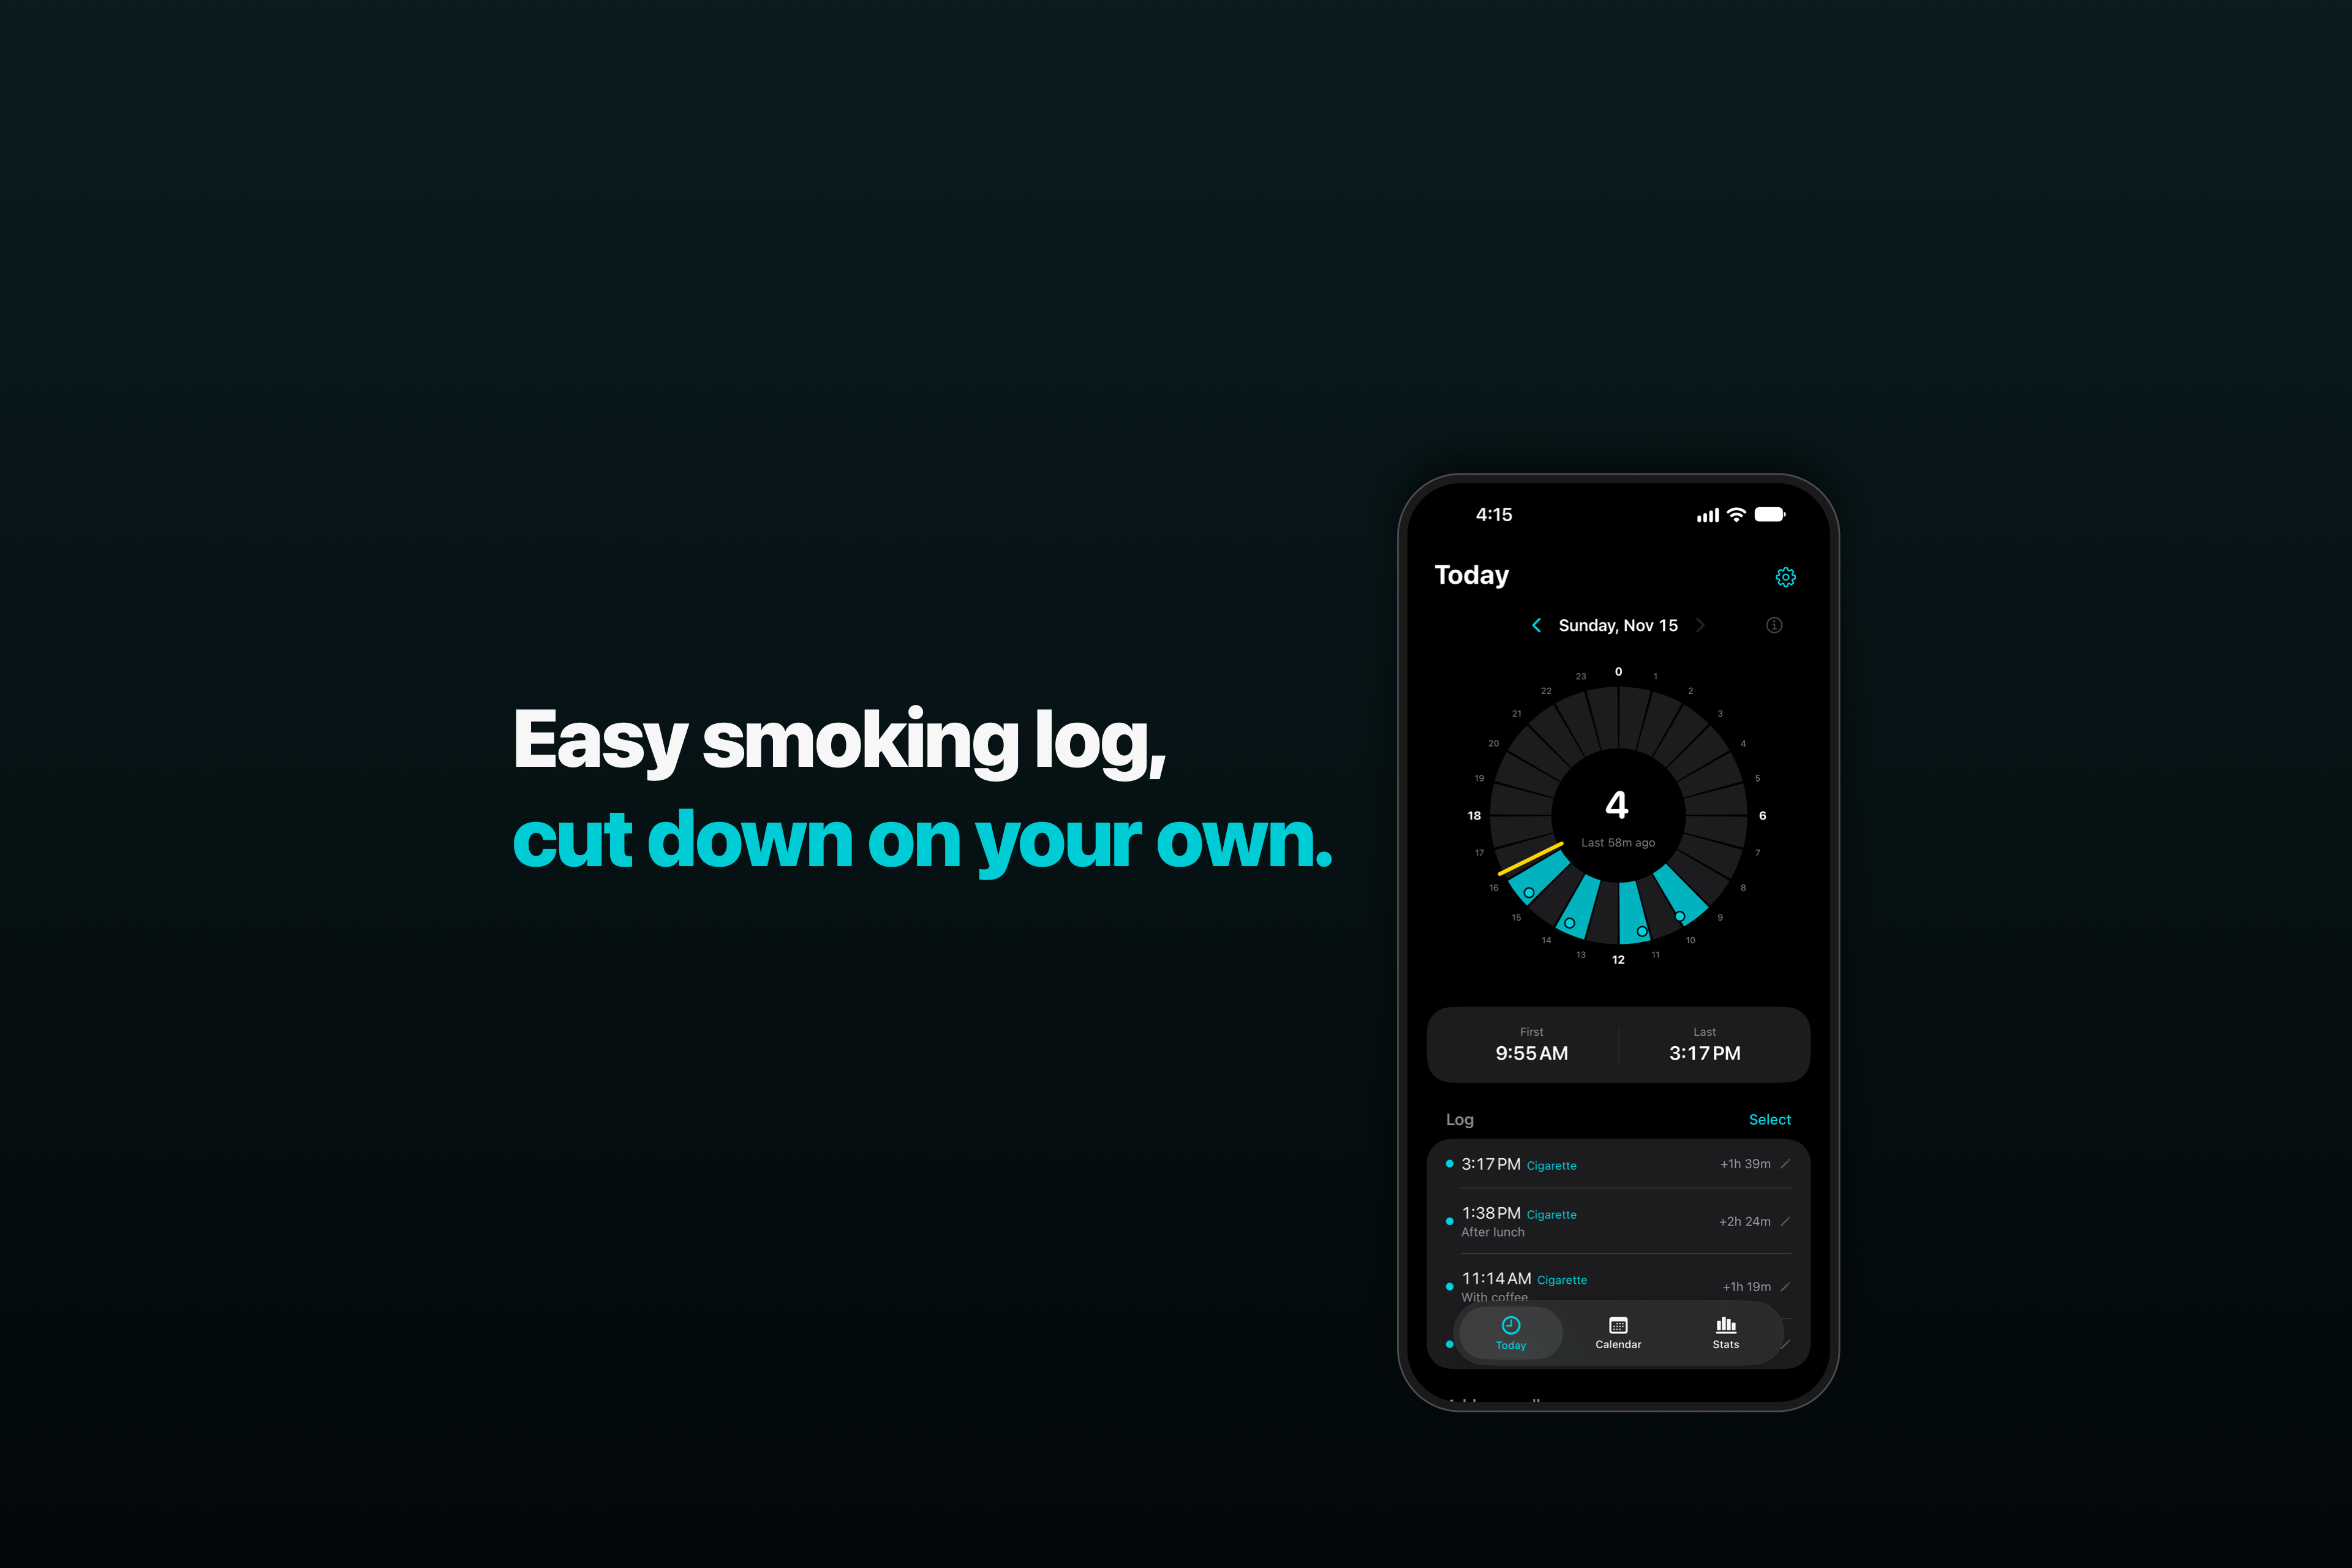 Easy smoking log,
cut down on your own.
4:15
Today
Sunday, Nov 15
0
1
2
3
4
5
6
7
8
9
10
11
12
13
14
15
16
17
18
19
20
21
22
23
4
Last 58m ago
First
9:55 AM
Last
3:17 PM
Log
Select
3:17 PM Cigarette +1h 39m
1:38 PM Cigarette +2h 24m
After lunch
11:14 AM Cigarette +1h 19m
With coffee
Today
Calendar
Stats